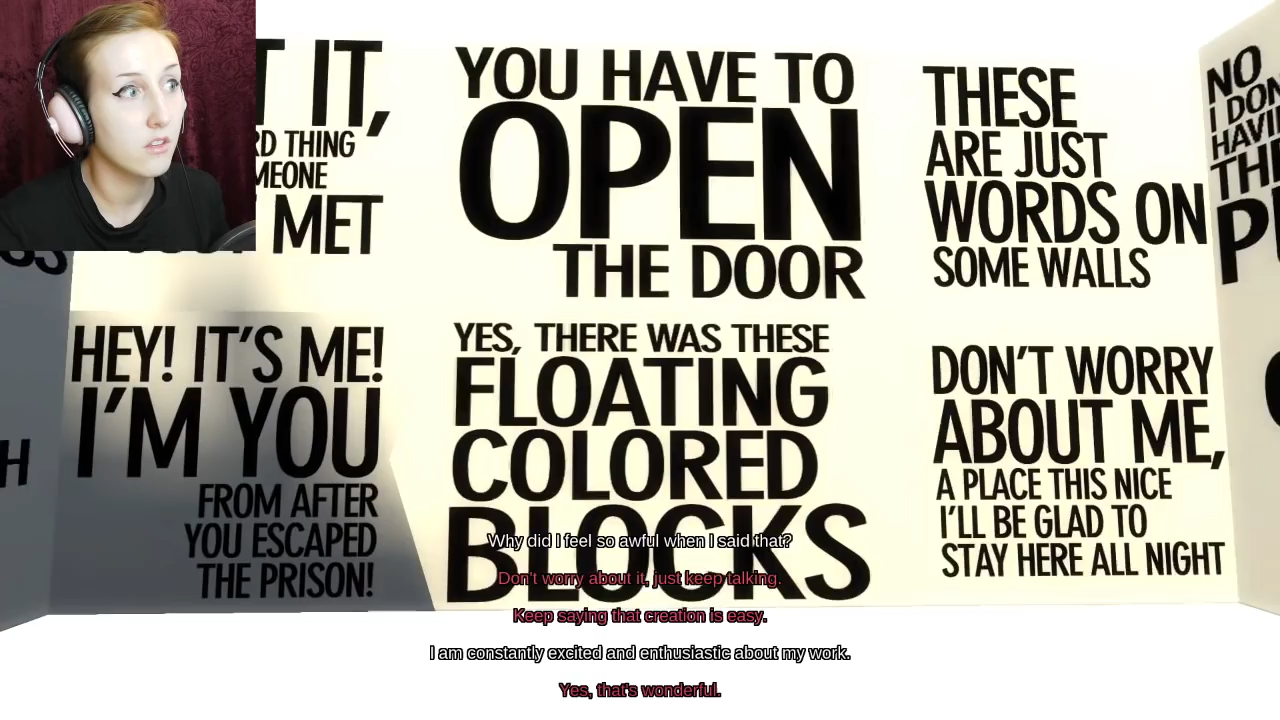 T IT,
RD THING
MEONE
MET
YOU HAVE TO
OPEN
THE DOOR
THESE
ARE JUST
WORDS ON
SOME WALLS
NO
I DON
HAVIN
THE
HEY! IT'S ME!
I'M YOU
FROM AFTER
YOU ESCAPED
THE PRISON!
YES, THERE WAS THESE
FLOATING
COLORED
BLOCKS
DON'T WORRY
ABOUT ME,
A PLACE THIS NICE
I'LL BE GLAD TO
STAY HERE ALL NIGHT
Why did I feel so awful when I said that?
Don't worry about it, just keep talking.
Keep saying that creation is easy.
I am constantly excited and enthusiastic about my work.
Yes, that's wonderful.